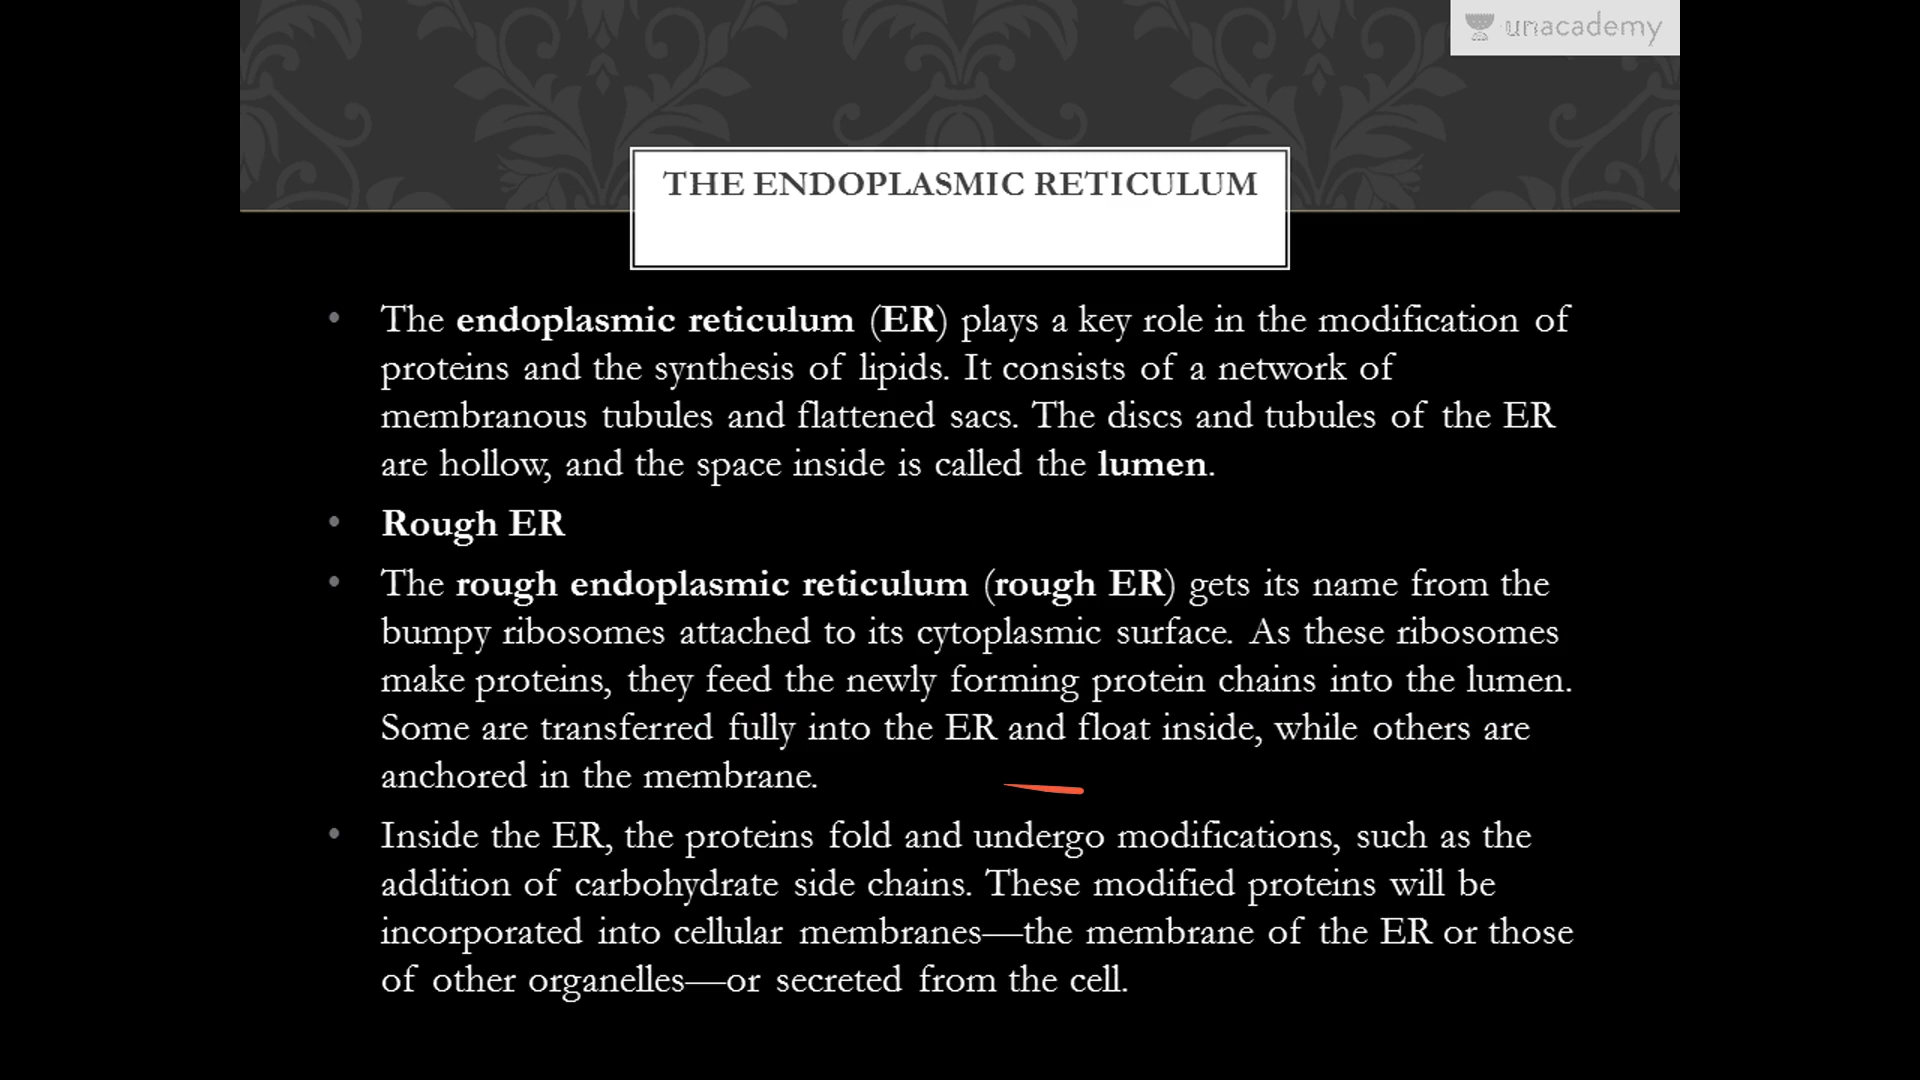 unacademy
THE ENDOPLASMIC RETICULUM
• The endoplasmic reticulum (ER) plays a key role in the modification of
proteins and the synthesis of lipids. It consists of a network of
membranous tubules and flattened sacs. The discs and tubules of the ER
are hollow, and the space inside is called the lumen.
• Rough ER
• The rough endoplasmic reticulum (rough ER) gets its name from the
bumpy ribosomes attached to its cytoplasmic surface. As these ribosomes
make proteins, they feed the newly forming protein chains into the lumen.
Some are transferred fully into the ER and float inside, while others are
anchored in the membrane.
• Inside the ER, the proteins fold and undergo modifications, such as the
addition of carbohydrate side chains. These modified proteins will be
incorporated into cellular membranes—the membrane of the ER or those
of other organelles—or secreted from the cell.